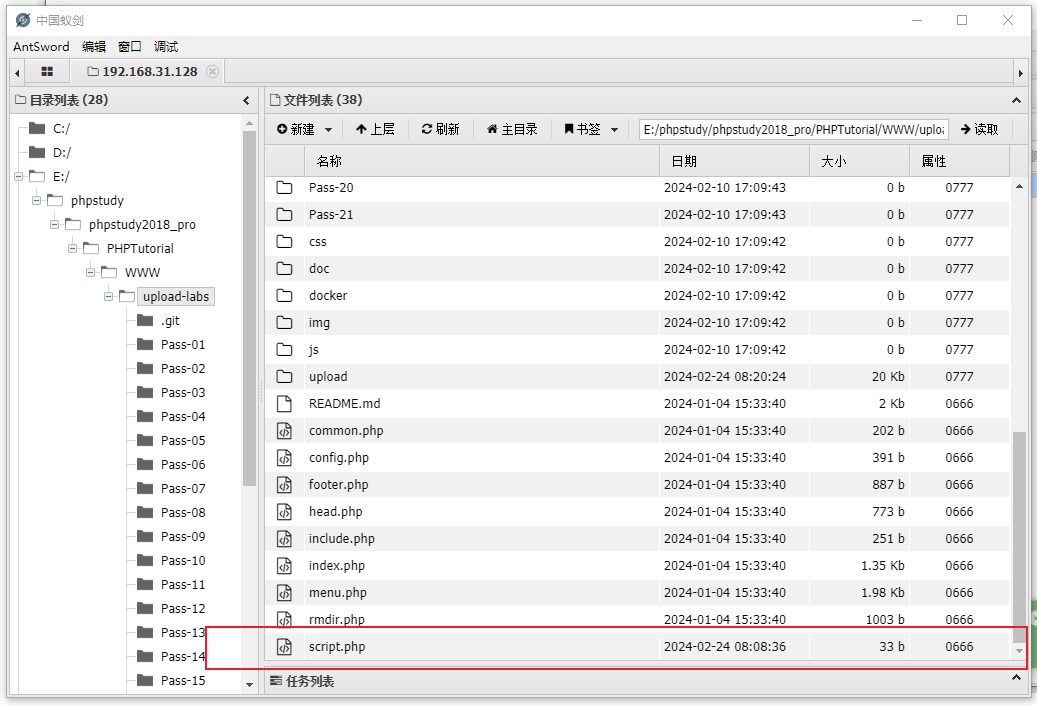 中国蚁剑
AntSword 编辑 窗口 调试
192.168.31.128
目录列表 (28)
C:/
D:/
E:/
phpstudy
phpstudy2018_pro
PHPTutorial
WWW
upload-labs
.git
Pass-01
Pass-02
Pass-03
Pass-04
Pass-05
Pass-06
Pass-07
Pass-08
Pass-09
Pass-10
Pass-11
Pass-12
Pass-13
Pass-14
Pass-15
文件列表 (38)
新建 上层 刷新 主目录 书签 E:/phpstudy/phpstudy2018_pro/PHPTutorial/WWW/uploa 读取
名称 日期 大小 属性
Pass-20 2024-02-10 17:09:43 0 b 0777
Pass-21 2024-02-10 17:09:43 0 b 0777
css 2024-02-10 17:09:42 0 b 0777
doc 2024-02-10 17:09:42 0 b 0777
docker 2024-02-10 17:09:42 0 b 0777
img 2024-02-10 17:09:42 0 b 0777
js 2024-02-10 17:09:42 0 b 0777
upload 2024-02-24 08:20:24 20 Kb 0777
README.md 2024-01-04 15:33:40 2 Kb 0666
common.php 2024-01-04 15:33:40 202 b 0666
config.php 2024-01-04 15:33:40 391 b 0666
footer.php 2024-01-04 15:33:40 887 b 0666
head.php 2024-01-04 15:33:40 773 b 0666
include.php 2024-01-04 15:33:40 251 b 0666
index.php 2024-01-04 15:33:40 1.35 Kb 0666
menu.php 2024-01-04 15:33:40 1.98 Kb 0666
rmdir.php 2024-01-04 15:33:40 1003 b 0666
script.php 2024-02-24 08:08:36 33 b 0666
任务列表